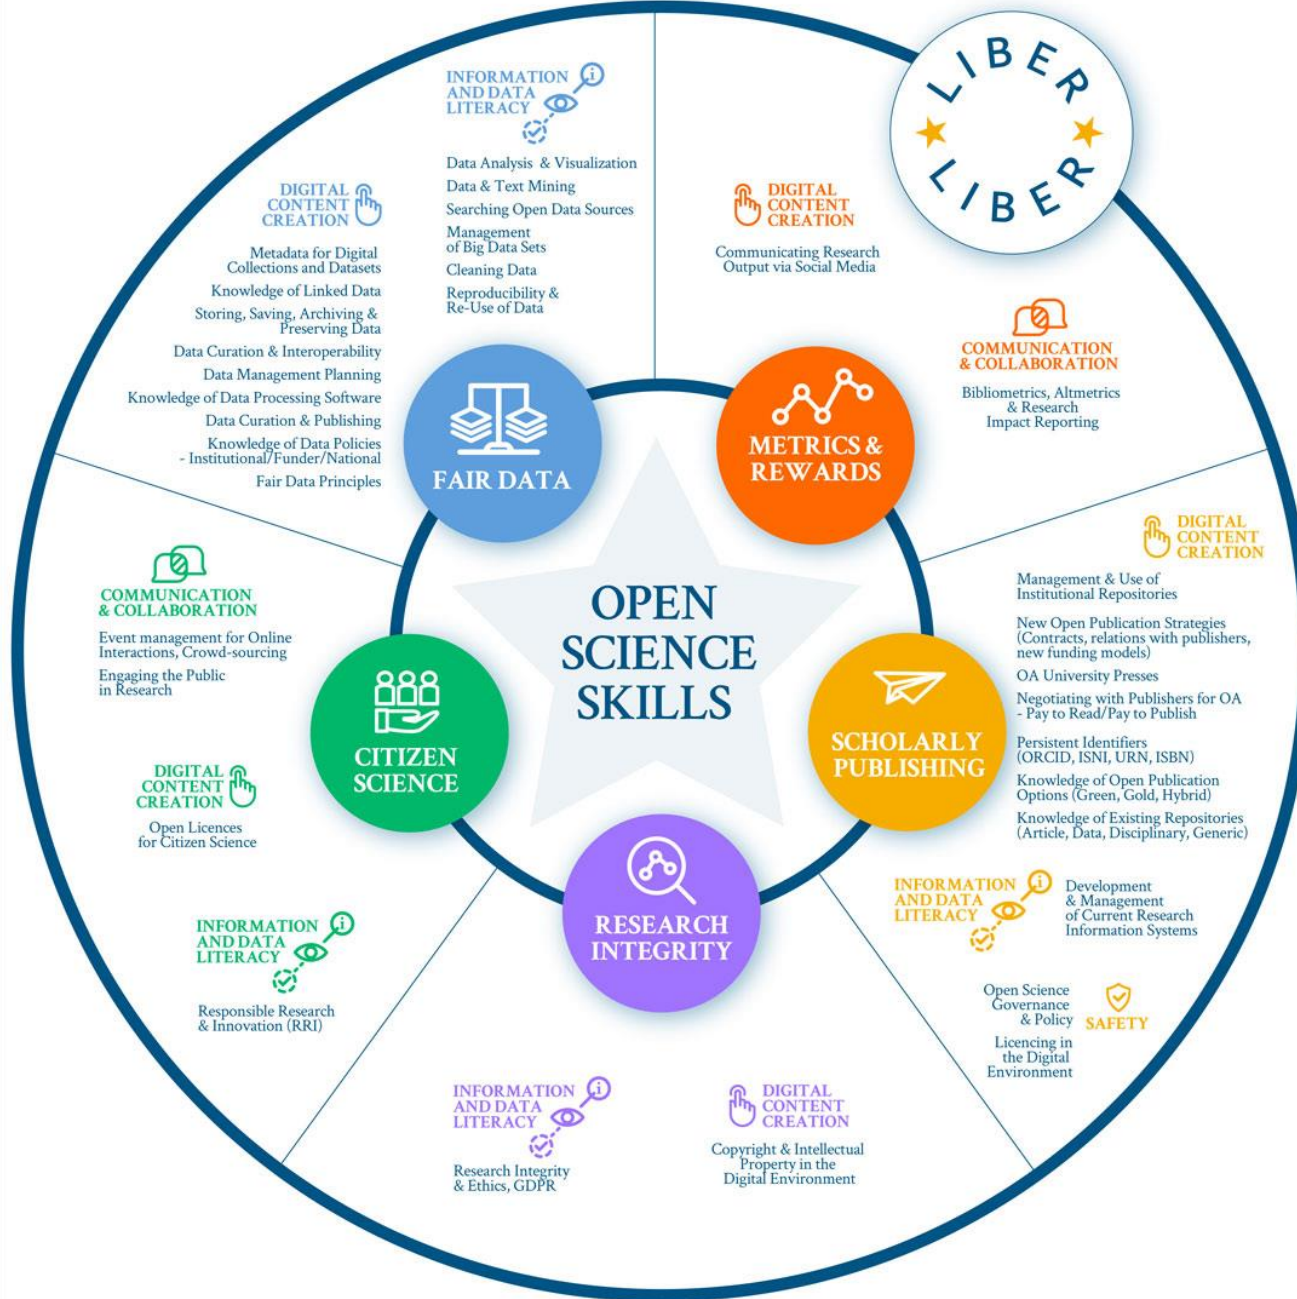 LIBER
LIBER
INFORMATION
AND DATA
LITERACY
Data Analysis & Visualization
Data & Text Mining
Searching Open Data Sources
Management
of Big Data Sets
Cleaning Data
Reproducibility &
Re-Use of Data
DIGITAL
CONTENT
CREATION
Metadata for Digital
Collections and Datasets
Knowledge of Linked Data
Storing, Saving, Archiving &
Preserving Data
Data Curation & Interoperability
Data Management Planning
Knowledge of Data Processing Software
Data Curation & Publishing
Knowledge of Data Policies
- Institutional/Funder/National
Fair Data Principles
FAIR DATA
DIGITAL
CONTENT
CREATION
Communicating Research
Output via Social Media
COMMUNICATION
& COLLABORATION
Bibliometrics, Altmetrics
& Research
Impact Reporting
METRICS &
REWARDS
OPEN
SCIENCE
SKILLS
DIGITAL
CONTENT
CREATION
Management & Use of
Institutional Repositories
New Open Publication Strategies
(Contracts, relations with publishers,
new funding models)
OA University Presses
Negotiating with Publishers for OA
- Pay to Read/Pay to Publish
Persistent Identifiers
(ORCID, ISNI, URN, ISBN)
Knowledge of Open Publication
Options (Green, Gold, Hybrid)
Knowledge of Existing Repositories
(Article, Data, Disciplinary, Generic)
SCHOLARLY
PUBLISHING
INFORMATION
AND DATA
LITERACY
Development
& Management
of Current Research
Information Systems
Open Science
Governance
& Policy
Licencing in
the Digital
Environment
SAFETY
COMMUNICATION
& COLLABORATION
Event management for Online
Interactions, Crowd-sourcing
Engaging the Public
in Research
CITIZEN
SCIENCE
DIGITAL
CONTENT
CREATION
Open Licences
for Citizen Science
INFORMATION
AND DATA
LITERACY
Responsible Research
& Innovation (RRI)
RESEARCH
INTEGRITY
INFORMATION
AND DATA
LITERACY
Research Integrity
& Ethics, GDPR
DIGITAL
CONTENT
CREATION
Copyright & Intellectual
Property in the
Digital Environment